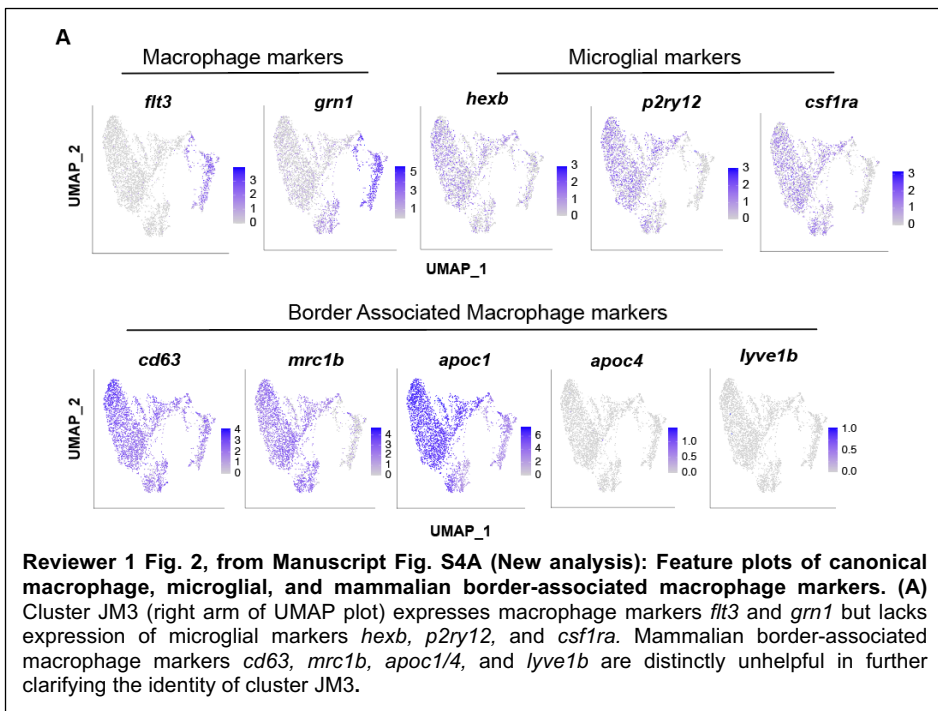 A
Macrophage markers
Microglial markers
flt3
grn1
hexb
p2ry12
csf1ra
UMAP_2
3
2
1
0
5
3
1
3
2
1
0
3
2
1
0
3
2
1
0
UMAP_1
Border Associated Macrophage markers
cd63
mrc1b
apoc1
apoc4
lyve1b
UMAP_2
4
3
2
1
0
4
3
2
1
0
6
4
2
0
1.0
0.5
0.0
1.0
0.5
0.0
UMAP_1
Reviewer 1 Fig. 2, from Manuscript Fig. S4A (New analysis): Feature plots of canonical
macrophage, microglial, and mammalian border-associated macrophage markers. (A)
Cluster JM3 (right arm of UMAP plot) expresses macrophage markers flt3 and grn1 but lacks
expression of microglial markers hexb, p2ry12, and csf1ra. Mammalian border-associated
macrophage markers cd63, mrc1b, apoc1/4, and lyve1b are distinctly unhelpful in further
clarifying the identity of cluster JM3.